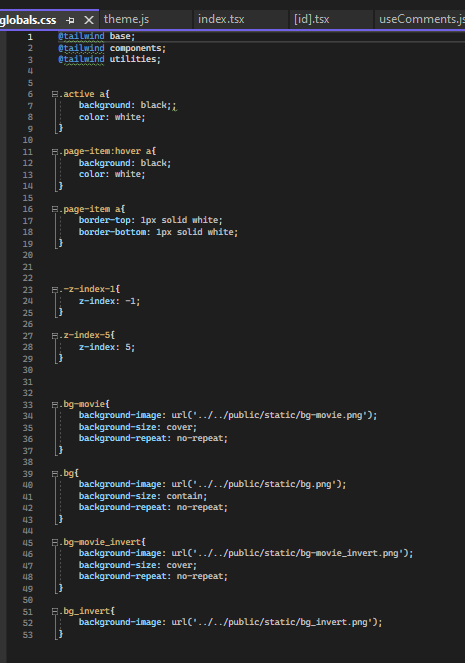 globals.css theme.js index.tsx [id].tsx useComments.js
1 @tailwind base;
2 @tailwind components;
3 @tailwind utilities;
4
5
6 .active a{
7 background: black;;
8 color: white;
9 }
10
11 .page-item:hover a{
12 background: black;
13 color: white;
14 }
15
16 .page-item a{
17 border-top: 1px solid white;
18 border-bottom: 1px solid white;
19 }
20
21
22
23 .-z-index-1{
24 z-index: -1;
25 }
26
27 .z-index-5{
28 z-index: 5;
29 }
30
31
32
33 .bg-movie{
34 background-image: url('../../public/static/bg-movie.png');
35 background-size: cover;
36 background-repeat: no-repeat;
37 }
38
39 .bg{
40 background-image: url('../../public/static/bg.png');
41 background-size: contain;
42 background-repeat: no-repeat;
43 }
44
45 .bg-movie_invert{
46 background-image: url('../../public/static/bg-movie_invert.png');
47 background-size: cover;
48 background-repeat: no-repeat;
49 }
50
51 .bg_invert{
52 background-image: url('../../public/static/bg_invert.png');
53 }